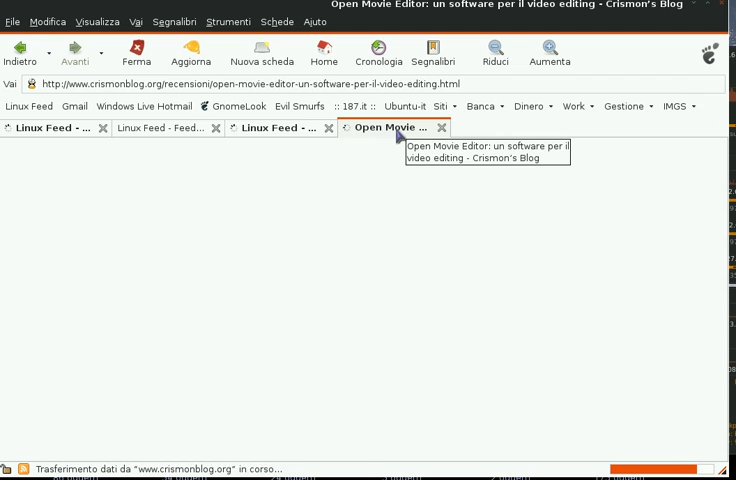 Open Movie Editor: un software per il video editing - Crismon's Blog
File Modifica Visualizza Vai Segnalibri Strumenti Schede Aiuto
Indietro Avanti Ferma Aggiorna Nuova scheda Home Cronologia Segnalibri Riduci Aumenta
Vai http://www.crismonblog.org/recensioni/open-movie-editor-un-software-per-il-video-editing.html
Linux Feed Gmail Windows Live Hotmail GnomeLook Evil Smurfs :: 187.it :: Ubuntu-it Siti Banca Dinero Work Gestione IMGS
Linux Feed - ... Linux Feed - Feed... Linux Feed - ... Open Movie ...
Open Movie Editor: un software per il
video editing - Crismon's Blog
Trasferimento dati da "www.crismonblog.org" in corso...